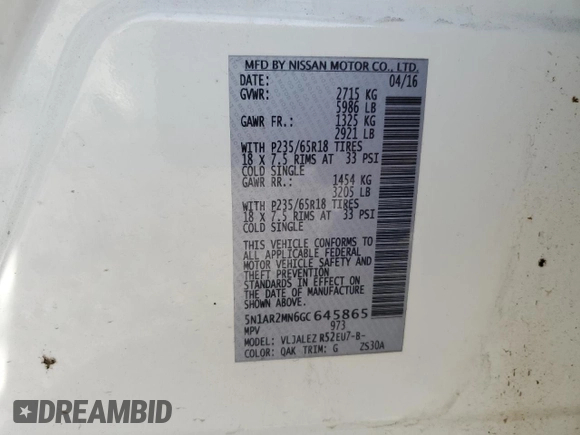 MFD BY NISSAN MOTOR CO., LTD.
DATE: 04/16
GVWR: 2715 KG
5986 LB
GAWR FR.: 1325 KG
2921 LB
WITH P235/65R18 TIRES
18 X 7.5 RIMS AT 33 PSI
COLD SINGLE
GAWR RR.: 1454 KG
3205 LB
WITH P235/65R18 TIRES
18 X 7.5 RIMS AT 33 PSI
COLD SINGLE
THIS VEHICLE CONFORMS TO
ALL APPLICABLE FEDERAL
MOTOR VEHICLE SAFETY AND
THEFT PREVENTION
STANDARDS IN EFFECT ON
THE DATE OF MANUFACTURE
SHOWN ABOVE.
5N1AR2MN6GC 645865
MPV 973
MODEL: VLJALEZ R52EU7-B-
COLOR: QAK TRIM: G ZS30A
DREAMBID